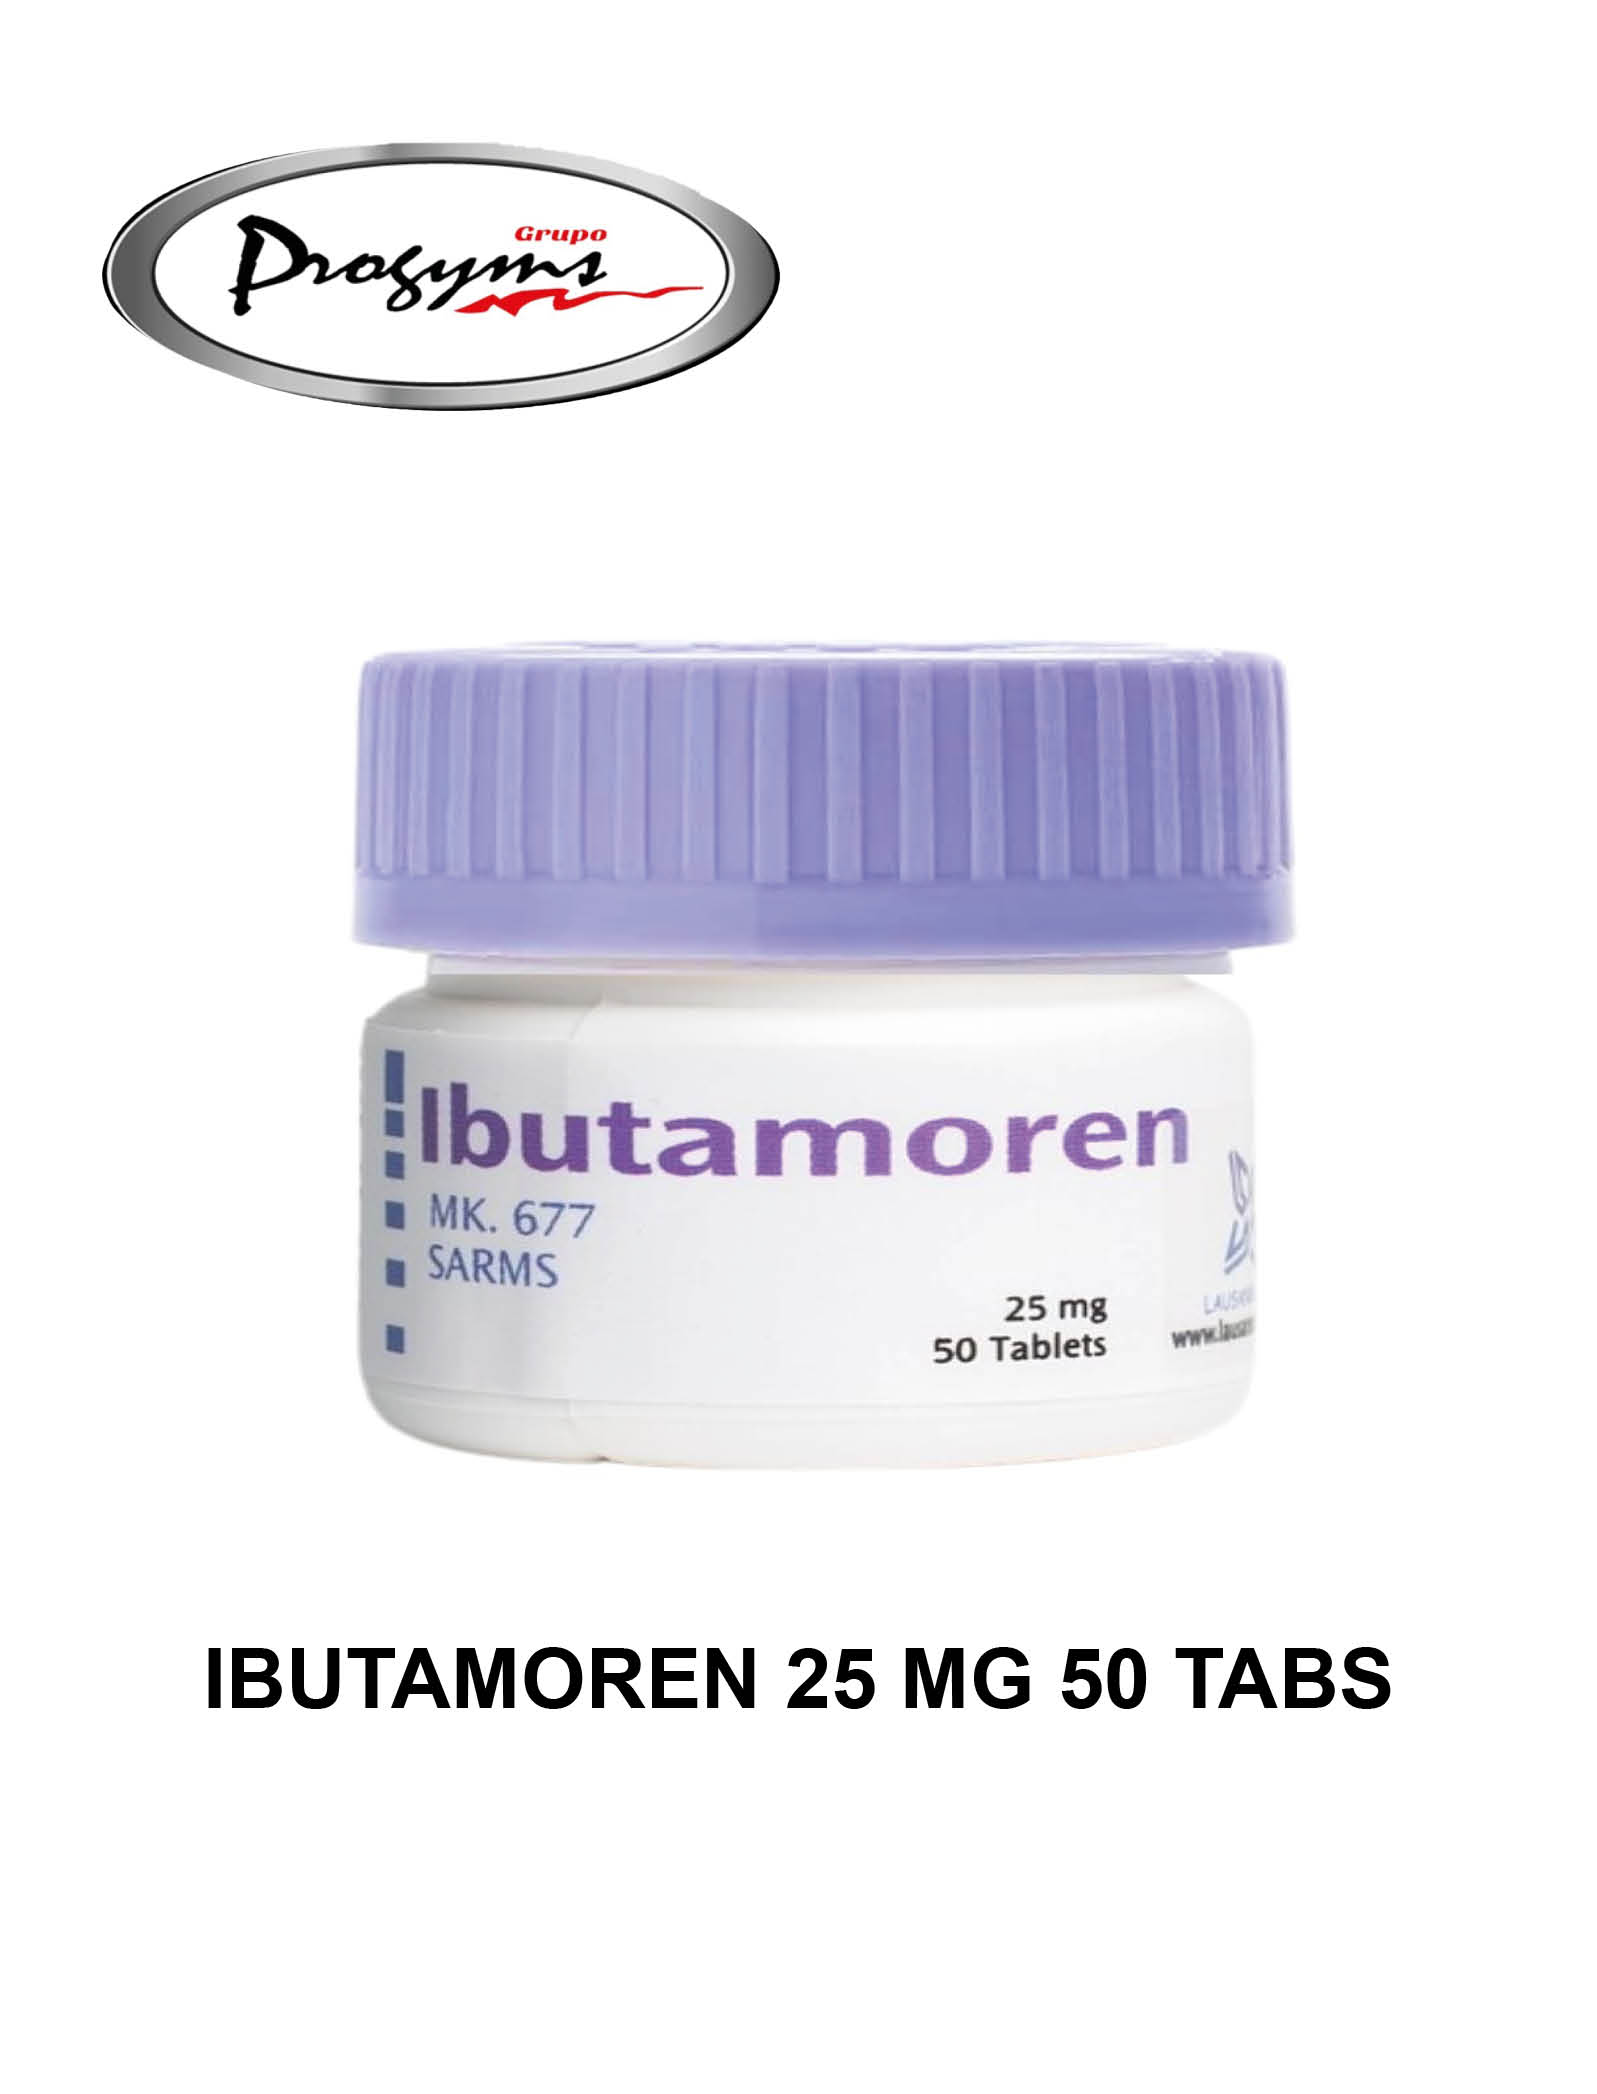 Grupo
Progyms
Ibutamoren
MK. 677
SARMS
25 mg
50 Tablets
IBUTAMOREN 25 MG 50 TABS